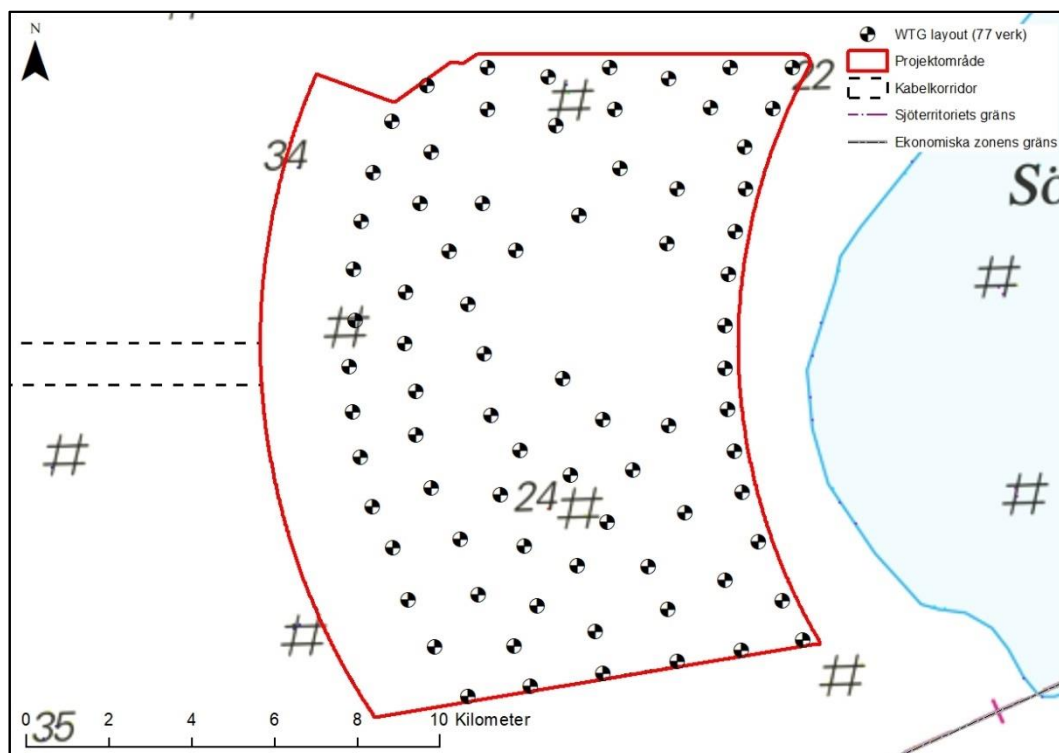 N
WTG layout (77 verk)
Projektområde
Kabelkorridor
Sjöterritoriets gräns
Ekonomiska zonens gräns
22
34
Sö
24
0 2 4 6 8 10 Kilometer
35